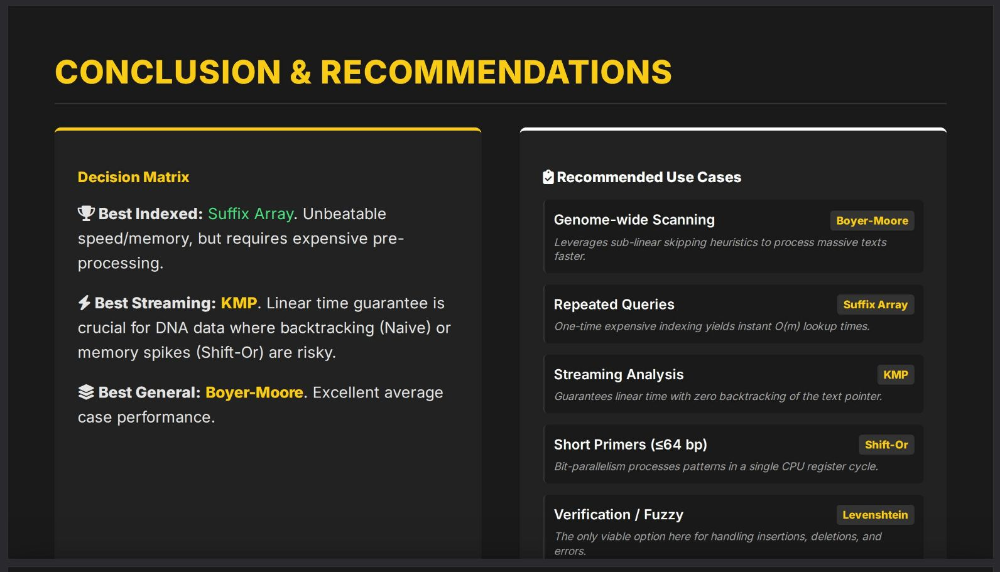 CONCLUSION & RECOMMENDATIONS
Decision Matrix
Best Indexed: Suffix Array. Unbeatable
speed/memory, but requires expensive pre-
processing.
Best Streaming: KMP. Linear time guarantee is
crucial for DNA data where backtracking (Naive) or
memory spikes (Shift-Or) are risky.
Best General: Boyer-Moore. Excellent average
case performance.
Recommended Use Cases
Genome-wide Scanning
Boyer-Moore
Leverages sub-linear skipping heuristics to process massive texts
faster.
Repeated Queries
Suffix Array
One-time expensive indexing yields instant O(m) lookup times.
Streaming Analysis
KMP
Guarantees linear time with zero backtracking of the text pointer.
Short Primers (≤64 bp)
Shift-Or
Bit-parallelism processes patterns in a single CPU register cycle.
Verification / Fuzzy
Levenshtein
The only viable option here for handling insertions, deletions, and
errors.